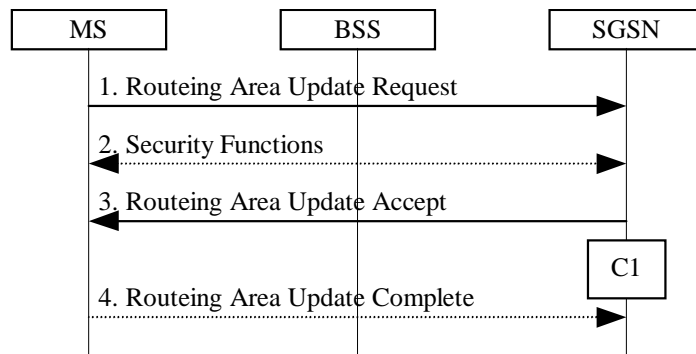 MS
BSS
SGSN
1. Routeing Area Update Request
2. Security Functions
3. Routeing Area Update Accept
C1
4. Routeing Area Update Complete